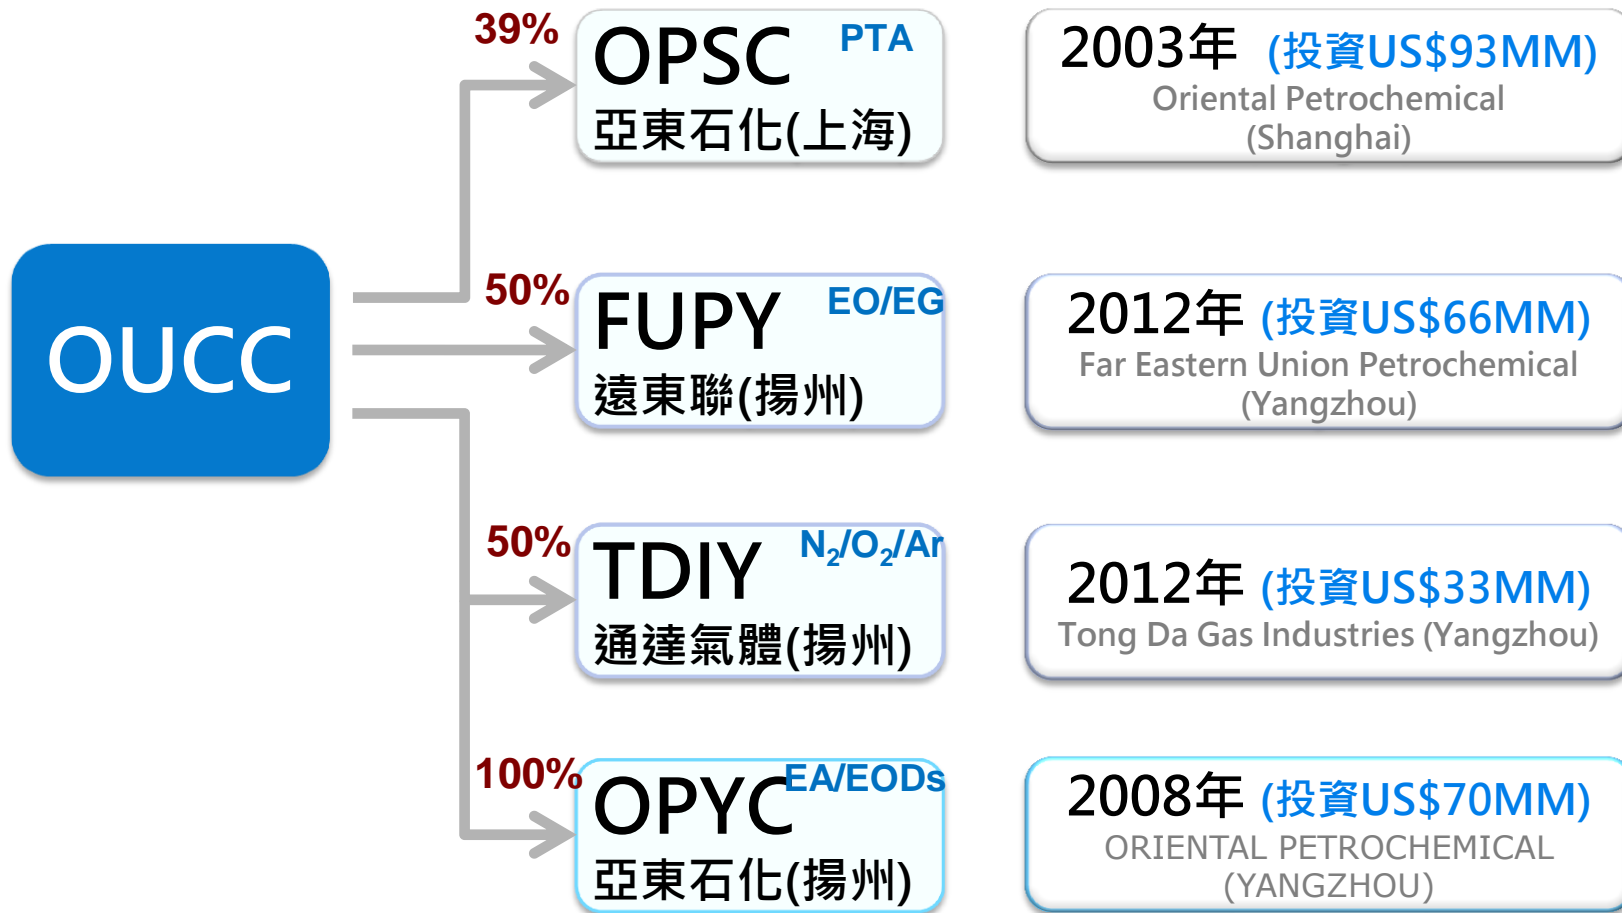 39%
OPSC PTA
亞東石化(上海)
2003年 (投資US$93MM)
Oriental Petrochemical
(Shanghai)
OUCC
50%
FUPY EO/EG
遠東聯(揚州)
2012年 (投資US$66MM)
Far Eastern Union Petrochemical
(Yangzhou)
50%
TDIY N₂/O₂/Ar
通達氣體(揚州)
2012年 (投資US$33MM)
Tong Da Gas Industries (Yangzhou)
100%
OPYC EA/EODs
亞東石化(揚州)
2008年 (投資US$70MM)
ORIENTAL PETROCHEMICAL
(YANGZHOU)